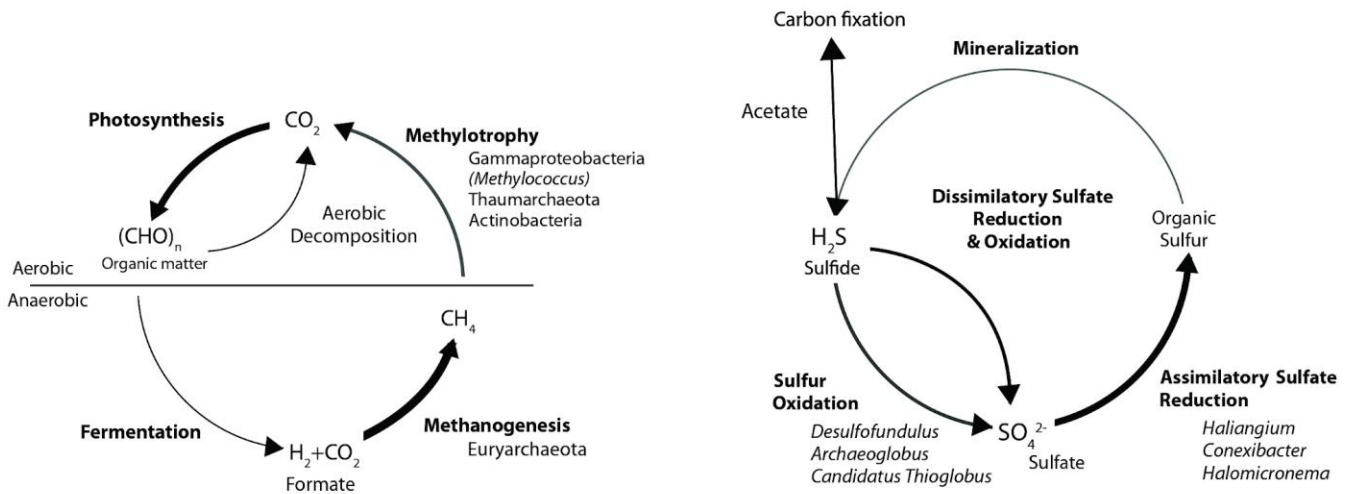 Photosynthesis
CO2
Methylotrophy
Gammaproteobacteria
(Methylococcus)
Thaumarchaeota
Actinobacteria
Aerobic
Decomposition
(CHO)n
Organic matter
Aerobic
Anaerobic
CH4
Fermentation
H2+CO2
Formate
Methanogenesis
Euryarchaeota
Carbon fixation
Mineralization
Acetate
Dissimilatory Sulfate
Reduction
& Oxidation
H2S
Sulfide
Organic
Sulfur
Sulfur
Oxidation
Desulfofundulus
Archaeoglobus
Candidatus Thioglobus
SO4 2-
Sulfate
Assimilatory Sulfate
Reduction
Haliangium
Conexibacter
Halomicronema